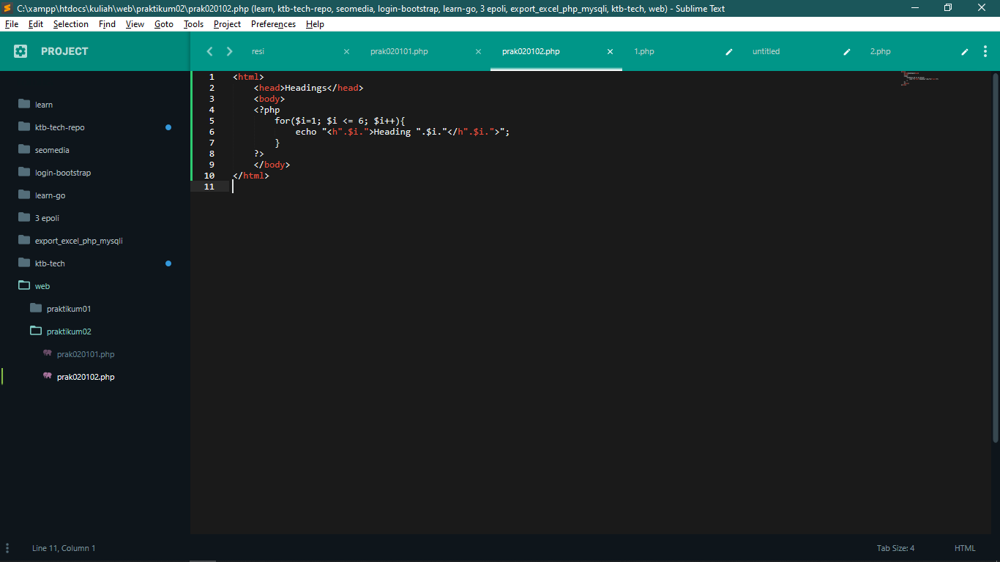 C:\xampp\htdocs\kuliah\web\praktikum02\prak020102.php (learn, ktb-tech-repo, seomedia, login-bootstrap, learn-go, 3 epoli, export_excel_php_mysqli, ktb-tech, web) - Sublime Text
File Edit Selection Find View Goto Tools Project Preferences Help
PROJECT
resi prak020101.php prak020102.php 1.php untitled 2.php
learn
ktb-tech-repo
seomedia
login-bootstrap
learn-go
3 epoli
export_excel_php_mysqli
ktb-tech
web
praktikum01
praktikum02
prak020101.php
prak020102.php
1 <html>
2     <head>Headings</head>
3     <body>
4     <?php
5         for($i=1; $i <= 6; $i++){
6             echo "<h".$i.">Heading ".$i."</h".$i.">";
7         }
8     ?>
9     </body>
10 </html>
11
Line 11, Column 1
Tab Size: 4
HTML